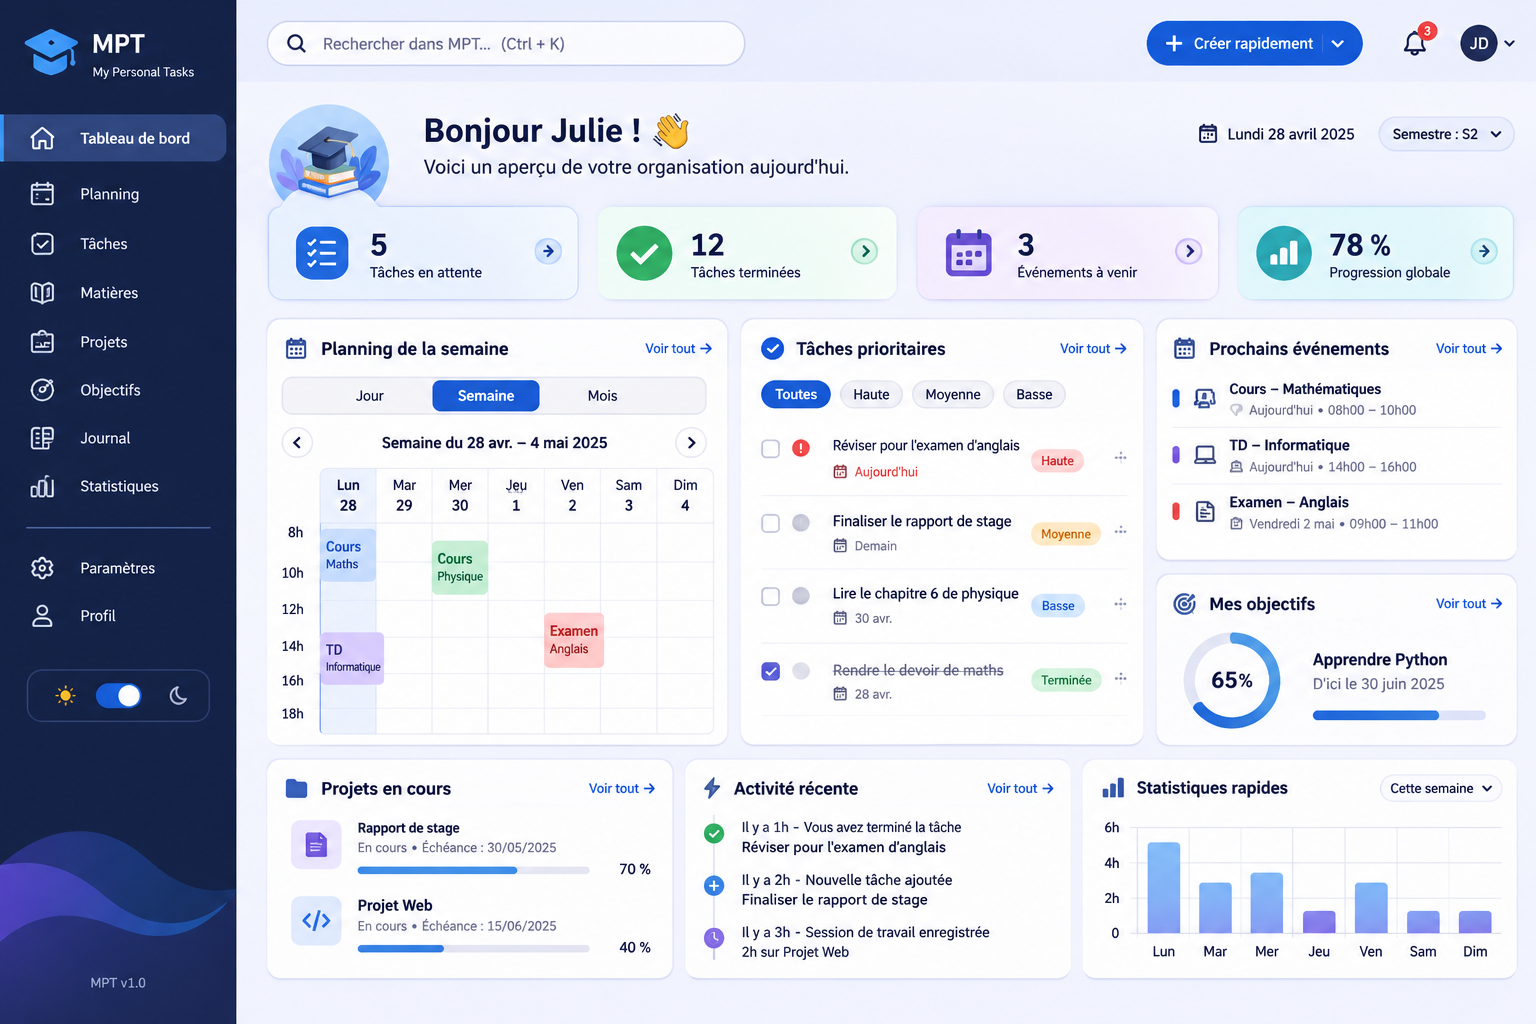 MPT
My Personal Tasks
Tableau de bord
Planning
Tâches
Matières
Projets
Objectifs
Journal
Statistiques
Paramètres
Profil
MPT v1.0
Rechercher dans MPT... (Ctrl + K)
Créer rapidement
3
JD
Bonjour Julie !
Voici un aperçu de votre organisation aujourd'hui.
Lundi 28 avril 2025
Semestre : S2
5
Tâches en attente
12
Tâches terminées
3
Événements à venir
78 %
Progression globale
Planning de la semaine
Voir tout
Jour Semaine Mois
Semaine du 28 avr. – 4 mai 2025
Lun Mar Mer Jeu Ven Sam Dim
28 29 30 1 2 3 4
8h
10h
12h
14h
16h
18h
Cours
Maths
Cours
Physique
Examen
Anglais
TD
Informatique
Tâches prioritaires
Voir tout
Toutes Haute Moyenne Basse
Réviser pour l'examen d'anglais
Aujourd'hui
Haute
Finaliser le rapport de stage
Demain
Moyenne
Lire le chapitre 6 de physique
30 avr.
Basse
Rendre le devoir de maths
28 avr.
Terminée
Prochains événements
Voir tout
Cours – Mathématiques
Aujourd'hui • 08h00 – 10h00
TD – Informatique
Aujourd'hui • 14h00 – 16h00
Examen – Anglais
Vendredi 2 mai • 09h00 – 11h00
Mes objectifs
Voir tout
65%
Apprendre Python
D'ici le 30 juin 2025
Projets en cours
Voir tout
Rapport de stage
En cours • Échéance : 30/05/2025
70 %
Projet Web
En cours • Échéance : 15/06/2025
40 %
Activité récente
Voir tout
Il y a 1h - Vous avez terminé la tâche
Réviser pour l'examen d'anglais
Il y a 2h - Nouvelle tâche ajoutée
Finaliser le rapport de stage
Il y a 3h - Session de travail enregistrée
2h sur Projet Web
Statistiques rapides
Cette semaine
6h
4h
2h
0
Lun Mar Mer Jeu Ven Sam Dim